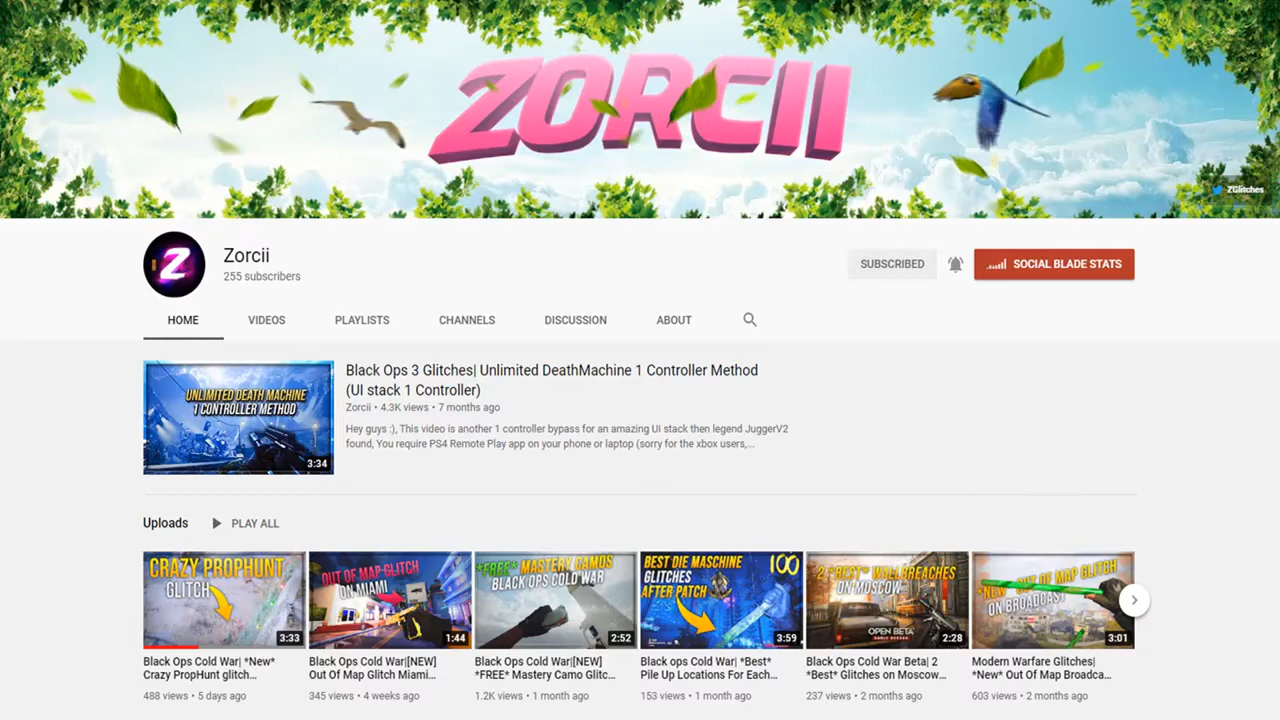 ZORCII
ZGlitches
Z
Zorcii
255 subscribers
SUBSCRIBED
SOCIAL BLADE STATS
HOME
VIDEOS
PLAYLISTS
CHANNELS
DISCUSSION
ABOUT
UNLIMITED DEATH MACHINE
1 CONTROLLER METHOD
3:34
Black Ops 3 Glitches| Unlimited DeathMachine 1 Controller Method
(UI stack 1 Controller)
Zorcii • 4.3K views • 7 months ago
Hey guys :), This video is another 1 controller bypass for an amazing UI stack then legend JuggerV2
found, You require PS4 Remote Play app on your phone or laptop (sorry for the xbox users,...
Uploads
PLAY ALL
CRAZY PROPHUNT
GLITCH
3:33
Black Ops Cold War| *New*
Crazy PropHunt glitch...
488 views • 5 days ago
OUT OF MAP GLITCH
ON MIAMI
1:44
Black Ops Cold War|[NEW]
Out Of Map Glitch Miami...
345 views • 4 weeks ago
*FREE* MASTERY CAMOS
BLACK OPS COLD WAR
2:52
Black Ops Cold War|[NEW]
*FREE* Mastery Camo Glitc...
1.2K views • 1 month ago
BEST DIE MASCHINE
GLITCHES
AFTER PATCH
100
3:59
Black ops Cold War| *Best*
Pile Up Locations For Each...
153 views • 1 month ago
2 *BEST* WALLBREACHES
ON MOSCOW
OPEN BETA
EARLY ACCESS
2:28
Black Ops Cold War Beta| 2
*Best* Glitches on Moscow...
237 views • 2 months ago
*NEW* OUT OF MAP GLITCH
ON BROADCAST
3:01
Modern Warfare Glitches|
*New* Out Of Map Broadca...
603 views • 2 months ago